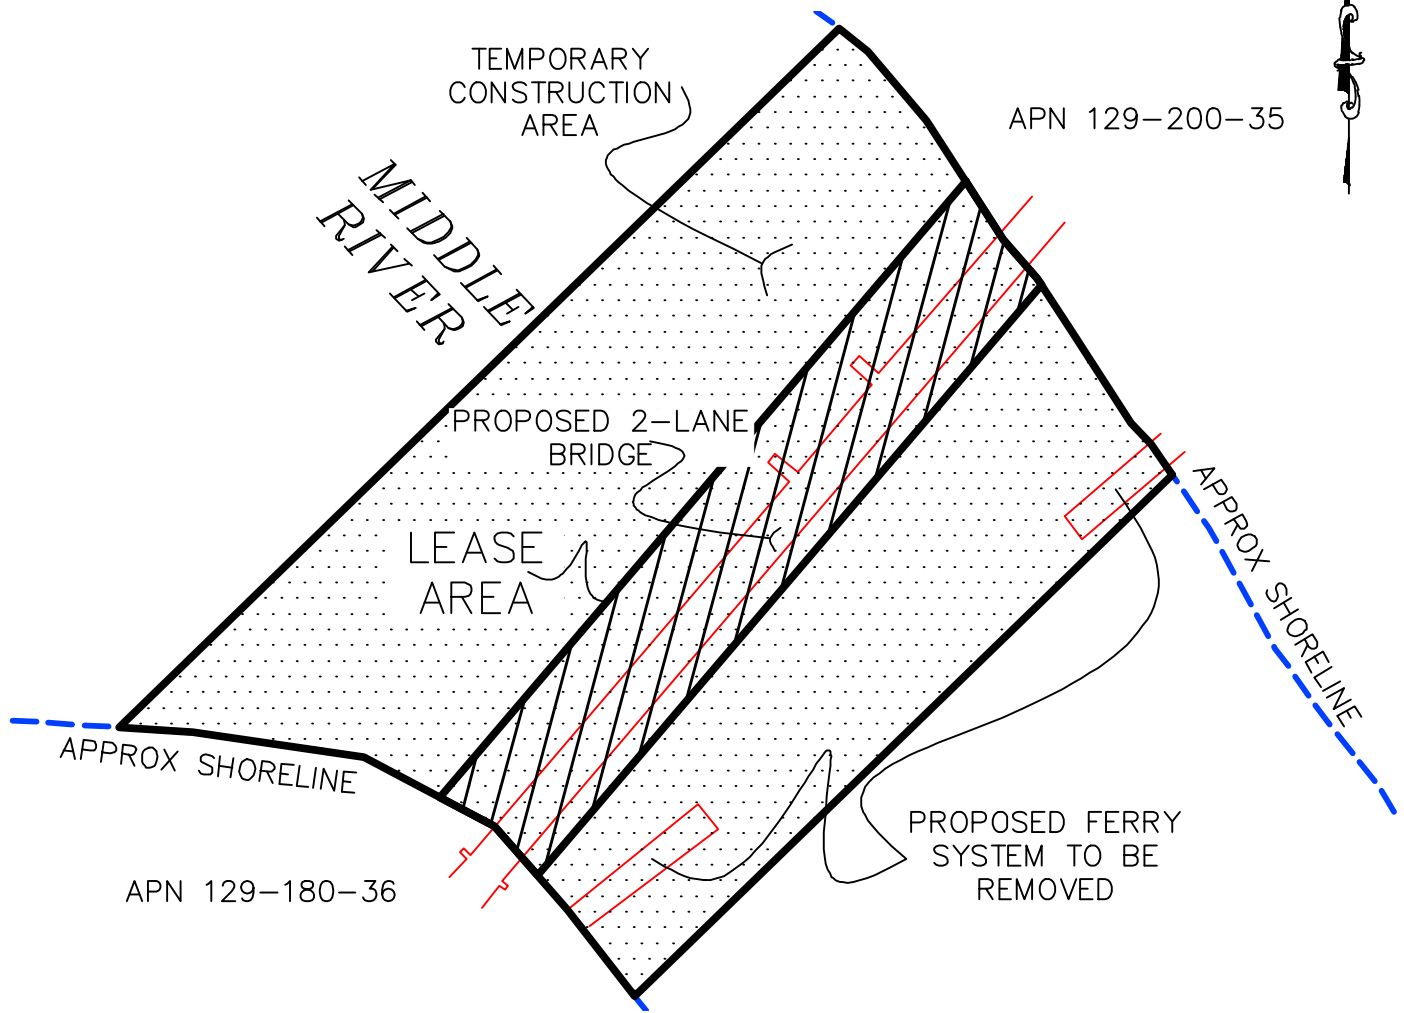 TEMPORARY
CONSTRUCTION
AREA
APN 129-200-35
MIDDLE
RIVER
PROPOSED 2-LANE
BRIDGE
LEASE
AREA
APPROX SHORELINE
APPROX SHORELINE
PROPOSED FERRY
SYSTEM TO BE
REMOVED
APN 129-180-36